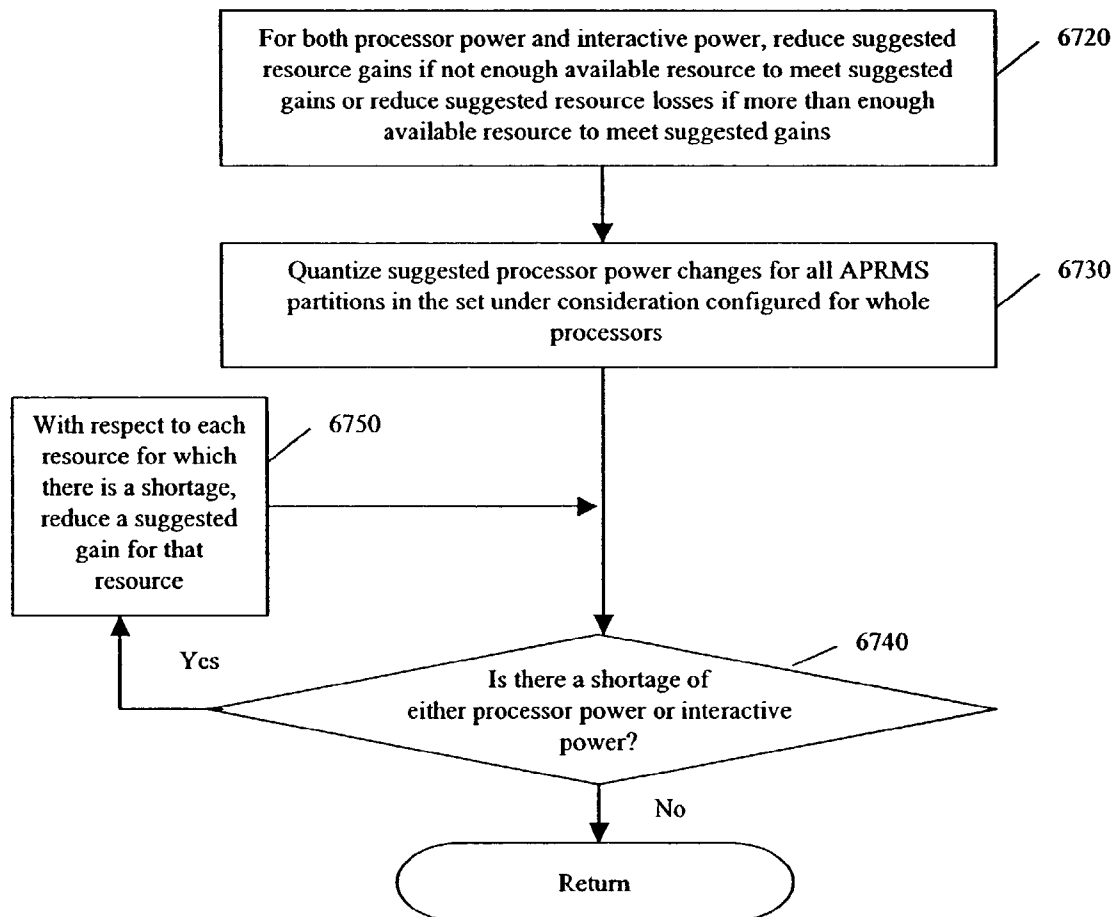 For both processor power and interactive power, reduce suggested
resource gains if not enough available resource to meet suggested
gains or reduce suggested resource losses if more than enough
available resource to meet suggested gains
6720
Quantize suggested processor power changes for all APRMS
partitions in the set under consideration configured for whole
processors
6730
With respect to each
resource for which
there is a shortage,
reduce a suggested
gain for that
resource
6750
Yes
6740
Is there a shortage of
either processor power or interactive
power?
No
Return